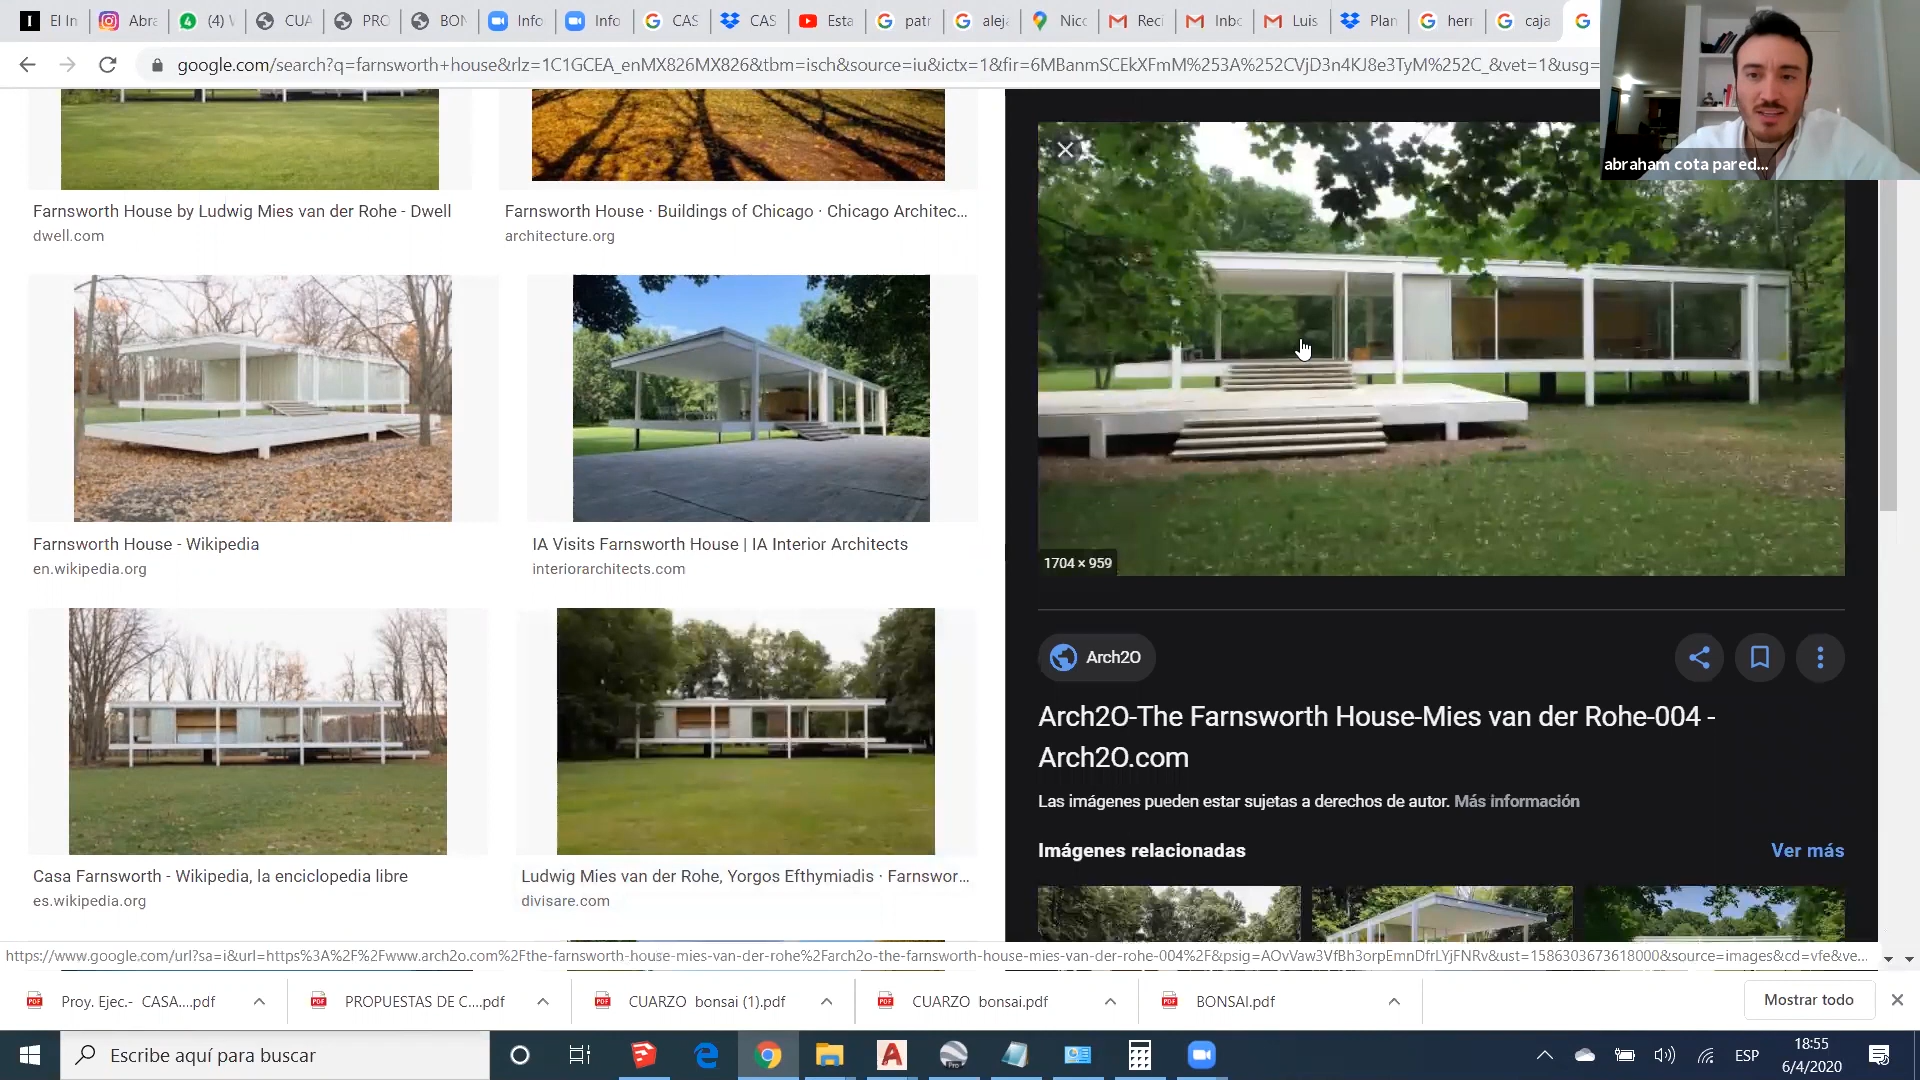 El In
Abra
(4)
CUA
PRO
BON
Info
Info
CAS
CAS
Esta
patr
aleja
Nico
Reci
Inbo
Luis
Plan
herr
caja
google.com/search?q=farnsworth+house&rlz=1C1GCEA_enMX826MX826&tbm=isch&source=iu&ictx=1&fir=6MBanmSCEkXFmM%253A%252CVjD3n4KJ8e3TyM%252C_&vet=1&usg=
abraham cota pared...
Farnsworth House by Ludwig Mies van der Rohe - Dwell
dwell.com
Farnsworth House · Buildings of Chicago · Chicago Architec...
architecture.org
Farnsworth House - Wikipedia
en.wikipedia.org
IA Visits Farnsworth House | IA Interior Architects
interiorarchitects.com
Casa Farnsworth - Wikipedia, la enciclopedia libre
es.wikipedia.org
Ludwig Mies van der Rohe, Yorgos Efthymiadis · Farnswor...
divisare.com
1704 × 959
Arch2O
Arch2O-The Farnsworth House-Mies van der Rohe-004 -
Arch2O.com
Las imágenes pueden estar sujetas a derechos de autor. Más información
Imágenes relacionadas
Ver más
https://www.google.com/url?sa=i&url=https%3A%2F%2Fwww.arch2o.com%2Fthe-farnsworth-house-mies-van-der-rohe%2Farch2o-the-farnsworth-house-mies-van-der-rohe-004%2F&psig=AOvVaw3VfBh3orpEmnDfrLYjFNRv&ust=1586303673618000&source=images&cd=vfe&ve...
Proy. Ejec.- CASA....pdf
PROPUESTAS DE C....pdf
CUARZO bonsai (1).pdf
CUARZO bonsai.pdf
BONSAI.pdf
Mostrar todo
Escribe aquí para buscar
ESP
18:55
6/4/2020